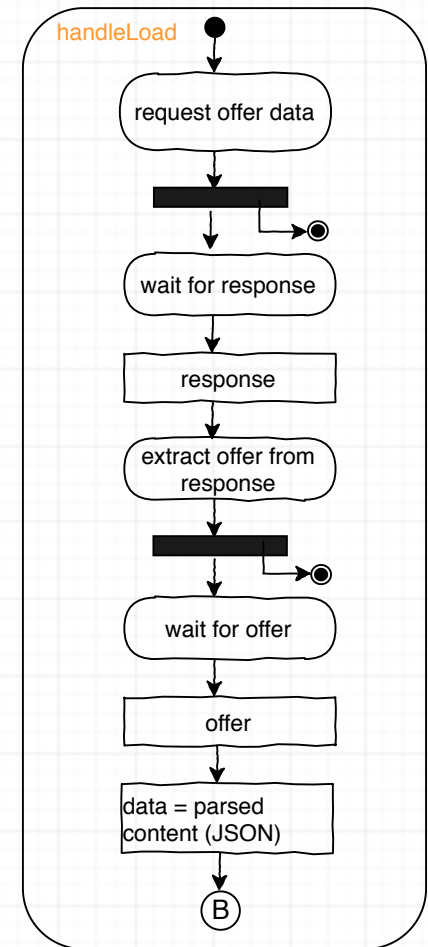 handleLoad
request offer data
wait for response
response
extract offer from
response
wait for offer
offer
data = parsed
content (JSON)
B